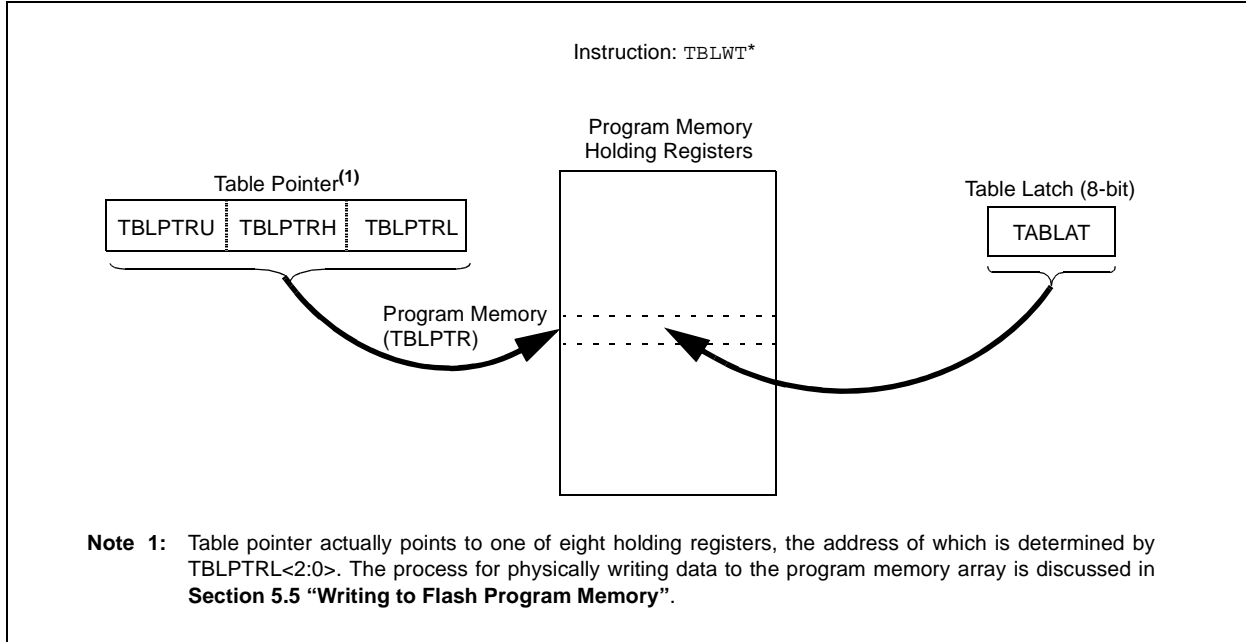 Instruction: TBLWT*
Program Memory
Holding Registers
Table Pointer(1)
Table Latch (8-bit)
TBLPTRU TBLPTRH TBLPTRL
TABLAT
Program Memory
(TBLPTR)
Note 1: Table pointer actually points to one of eight holding registers, the address of which is determined by
TBLPTRL<2:0>. The process for physically writing data to the program memory array is discussed in
Section 5.5 “Writing to Flash Program Memory”.